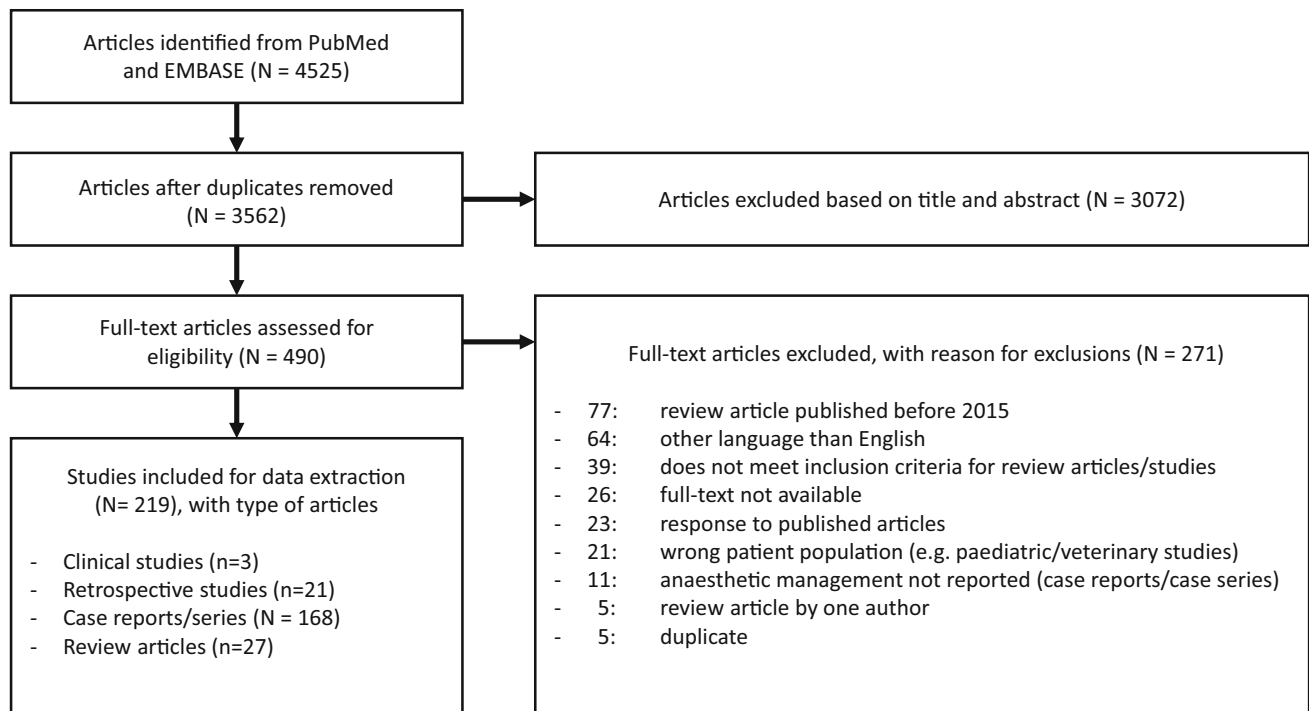 Articles identified from PubMed
and EMBASE (N = 4525)
Articles after duplicates removed
(N = 3562)
Articles excluded based on title and abstract (N = 3072)
Full-text articles assessed for
eligibility (N = 490)
Full-text articles excluded, with reason for exclusions (N = 271)
- 77: review article published before 2015
- 64: other language than English
- 39: does not meet inclusion criteria for review articles/studies
- 26: full-text not available
- 23: response to published articles
- 21: wrong patient population (e.g. paediatric/veterinary studies)
- 11: anaesthetic management not reported (case reports/case series)
- 5: review article by one author
- 5: duplicate
Studies included for data extraction
(N= 219), with type of articles
- Clinical studies (n=3)
- Retrospective studies (n=21)
- Case reports/series (N = 168)
- Review articles (n=27)